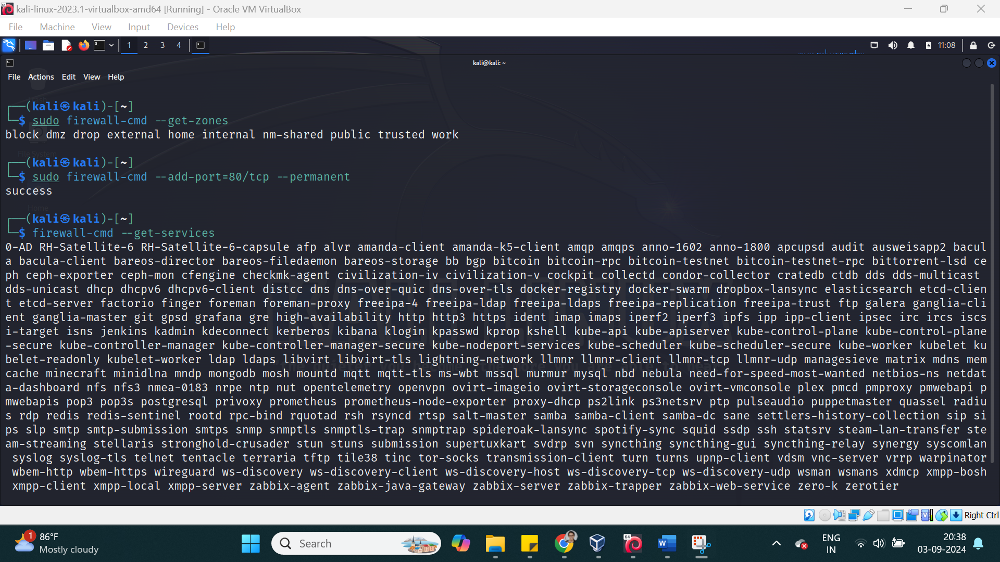 kali-linux-2023.1-virtualbox-amd64 [Running] - Oracle VM VirtualBox
File Machine View Input Devices Help
1 2 3 4 11:08
kali@kali: ~
File Actions Edit View Help
┌──(kali㉿kali)-[~]
└─$ sudo firewall-cmd --get-zones
block dmz drop external home internal nm-shared public trusted work
File System
┌──(kali㉿kali)-[~]
└─$ sudo firewall-cmd --add-port=80/tcp --permanent
success
Home
┌──(kali㉿kali)-[~]
└─$ firewall-cmd --get-services
0-AD RH-Satellite-6 RH-Satellite-6-capsule afp alvr amanda-client amanda-k5-client amqp amqps anno-1602 anno-1800 apcupsd audit ausweisapp2 bacul
a bacula-client bareos-director bareos-filedaemon bareos-storage bb bgp bitcoin bitcoin-rpc bitcoin-testnet bitcoin-testnet-rpc bittorrent-lsd ce
ph ceph-exporter ceph-mon cfengine checkmk-agent civilization-iv civilization-v cockpit collectd condor-collector cratedb ctdb dds dds-multicast
dds-unicast dhcp dhcpv6 dhcpv6-client distcc dns dns-over-quic dns-over-tls docker-registry docker-swarm dropbox-lansync elasticsearch etcd-clien
t etcd-server factorio finger foreman foreman-proxy freeipa-4 freeipa-ldap freeipa-ldaps freeipa-replication freeipa-trust ftp galera ganglia-cli
ent ganglia-master git gpsd grafana gre high-availability http http3 https ident imap imaps iperf2 iperf3 ipfs ipp ipp-client ipsec irc ircs iscs
i-target isns jenkins kadmin kdeconnect kerberos kibana klogin kpasswd kprop kshell kube-api kube-apiserver kube-control-plane kube-control-plane
-secure kube-controller-manager kube-controller-manager-secure kube-nodeport-services kube-scheduler kube-scheduler-secure kube-worker kubelet ku
belet-readonly kubelet-worker ldap ldaps libvirt libvirt-tls lightning-network llmnr llmnr-client llmnr-tcp llmnr-udp managesieve matrix mdns mem
cache minecraft minidlna mndp mongodb mosh mountd mqtt mqtt-tls ms-wbt mssql murmur mysql nbd nebula need-for-speed-most-wanted netbios-ns netdat
a-dashboard nfs nfs3 nmea-0183 nrpe ntp nut opentelemetry openvpn ovirt-imageio ovirt-storageconsole ovirt-vmconsole plex pmcd pmproxy pmwebapi p
mwebapis pop3 pop3s postgresql privoxy prometheus prometheus-node-exporter proxy-dhcp ps2link ps3netsrv ptp pulseaudio puppetmaster quassel radiu
s rdp redis redis-sentinel rootd rpc-bind rquotad rsh rsyncd rtsp salt-master samba samba-client samba-dc sane settlers-history-collection sip si
ps slp smtp smtp-submission smtps snmp snmptls snmptls-trap snmptrap spideroak-lansync spotify-sync squid ssdp ssh statsrv steam-lan-transfer ste
am-streaming stellaris stronghold-crusader stun stuns submission supertuxkart svdrp svn syncthing syncthing-gui syncthing-relay synergy syscomlan
syslog syslog-tls telnet tentacle terraria tftp tile38 tinc tor-socks transmission-client turn turns upnp-client vdsm vnc-server vrrp warpinator
wbem-http wbem-https wireguard ws-discovery ws-discovery-client ws-discovery-host ws-discovery-tcp ws-discovery-udp wsman wsmans xdmcp xmpp-bosh
xmpp-client xmpp-local xmpp-server zabbix-agent zabbix-java-gateway zabbix-server zabbix-trapper zabbix-web-service zero-k zerotier
Right Ctrl
1 86°F
Mostly cloudy
Search
64
ENG
IN
20:38
03-09-2024